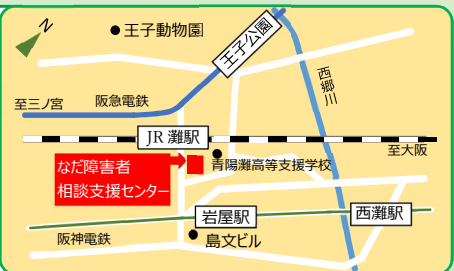 N
王子動物園
王子公園
西郷川
至三ノ宮
阪急電鉄
JR 灘駅
至大阪
青陽灘高等支援学校
なだ障害者
相談支援センター
岩屋駅
西灘駅
阪神電鉄
島文ビル